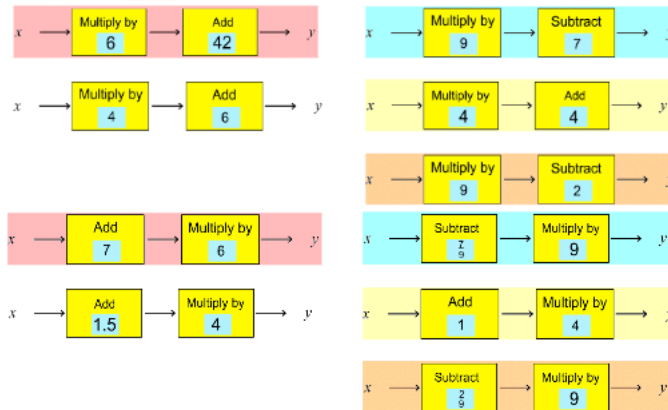 x Multiply by 6 Add 42 y
x Multiply by 4 Add 6 y
x Add 7 Multiply by 6 y
x Add 1.5 Multiply by 4 y
x Multiply by 9 Subtract 7
x Multiply by 4 Add 4 y
x Multiply by 9 Subtract 2
x Subtract 7/9 Multiply by 9 y
x Add 1 Multiply by 4
x Subtract 2/9 Multiply by 9 y